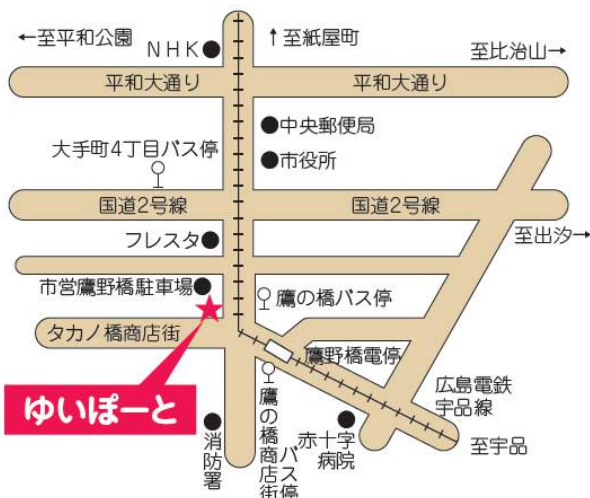 ←至平和公園
NHK
↑至紙屋町
至比治山→
平和大通り
平和大通り
中央郵便局
大手町4丁目バス停
市役所
国道2号線
国道2号線
フレスタ
至出汐→
市営鷹野橋駐車場
鷹の橋バス停
タカノ橋商店街
鷹野橋電停
ゆいぽーと
広島電鉄
宇品線
消防署
鷹の橋商店街
バス停
赤十字
病院
至宇品